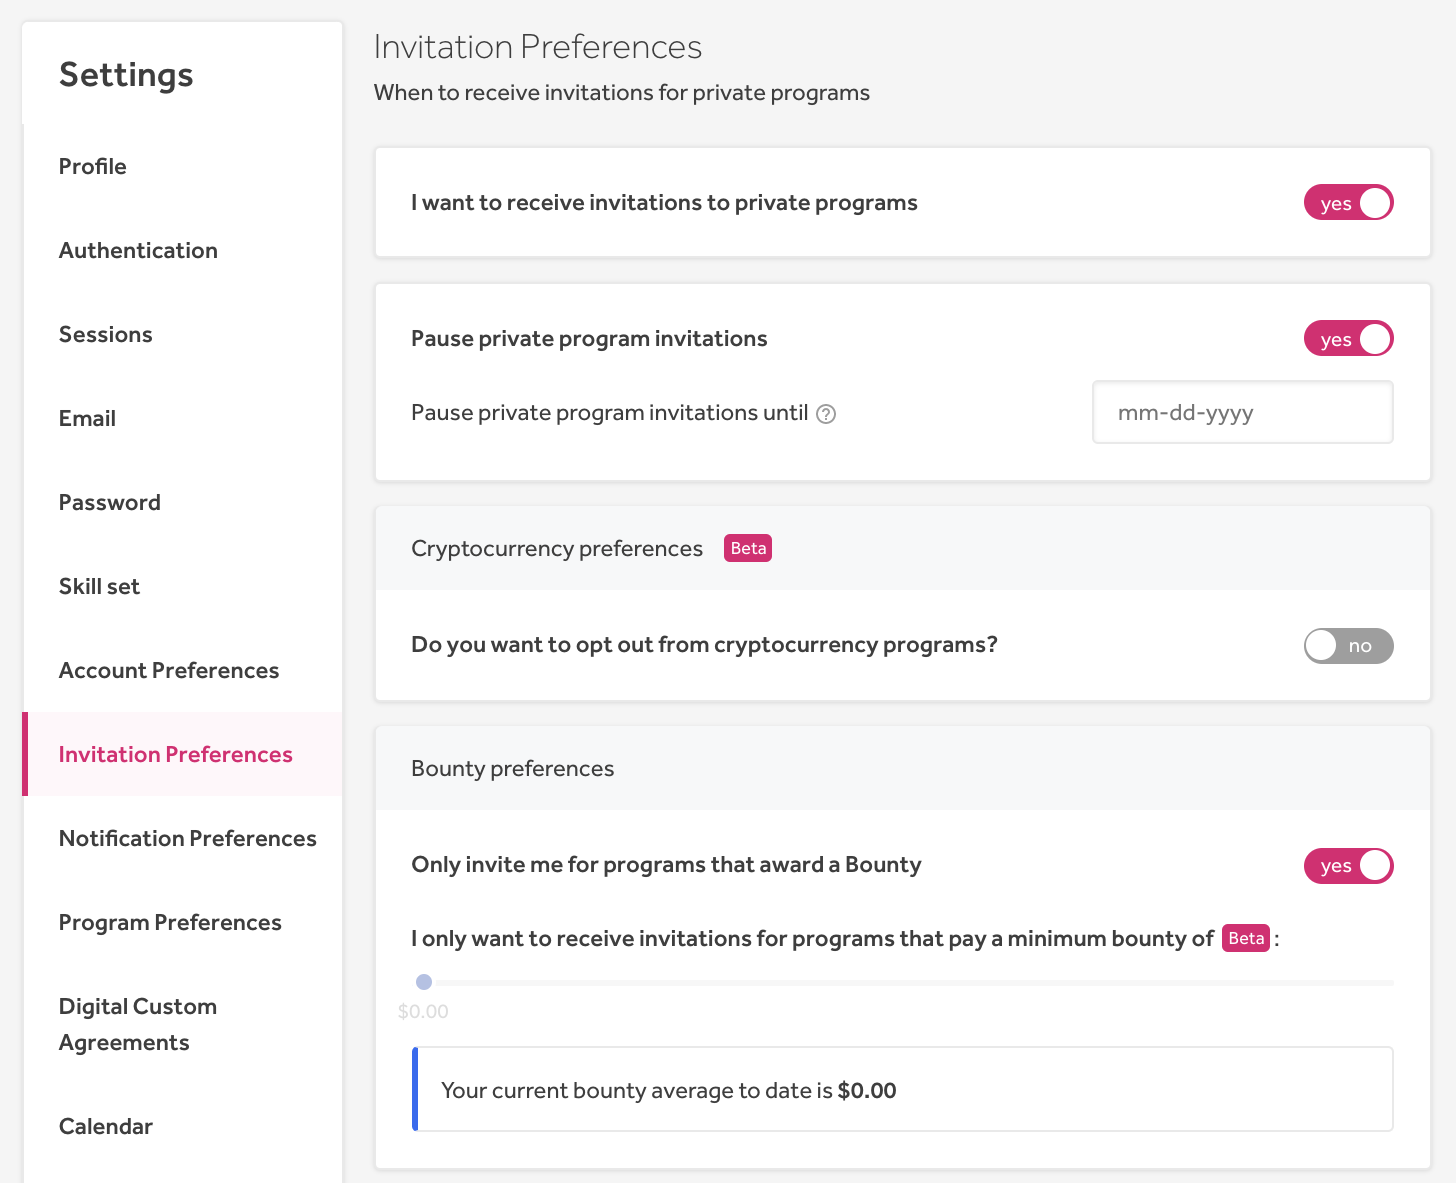 Settings
Profile
Authentication
Sessions
Email
Password
Skill set
Account Preferences
Invitation Preferences
Notification Preferences
Program Preferences
Digital Custom
Agreements
Calendar
Invitation Preferences
When to receive invitations for private programs
I want to receive invitations to private programs yes
Pause private program invitations yes
Pause private program invitations until ? mm-dd-yyyy
Cryptocurrency preferences Beta
Do you want to opt out from cryptocurrency programs? no
Bounty preferences
Only invite me for programs that award a Bounty yes
I only want to receive invitations for programs that pay a minimum bounty of Beta :
$0.00
Your current bounty average to date is $0.00